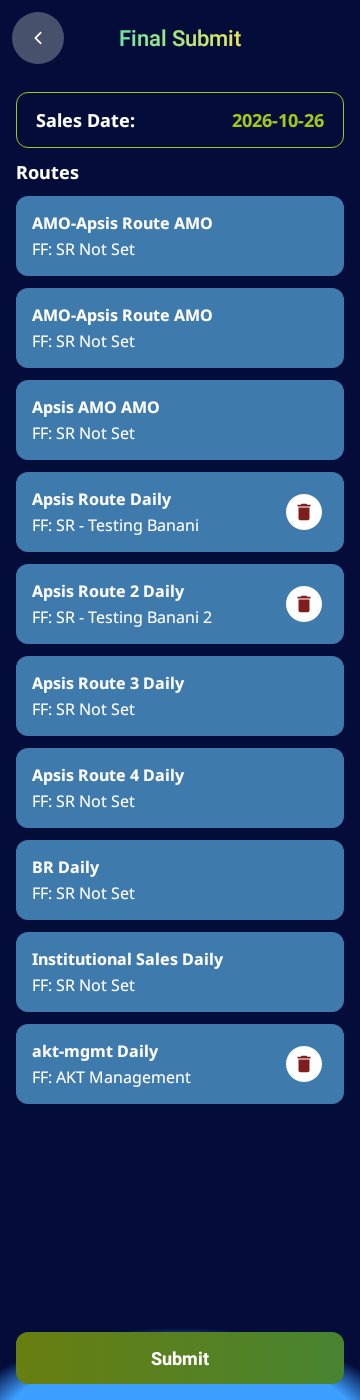 Final Submit
Sales Date: 2026-10-26
Routes
AMO-Apsis Route AMO
FF: SR Not Set
AMO-Apsis Route AMO
FF: SR Not Set
Apsis AMO AMO
FF: SR Not Set
Apsis Route Daily
FF: SR - Testing Banani
Apsis Route 2 Daily
FF: SR - Testing Banani 2
Apsis Route 3 Daily
FF: SR Not Set
Apsis Route 4 Daily
FF: SR Not Set
BR Daily
FF: SR Not Set
Institutional Sales Daily
FF: SR Not Set
akt-mgmt Daily
FF: AKT Management
Submit